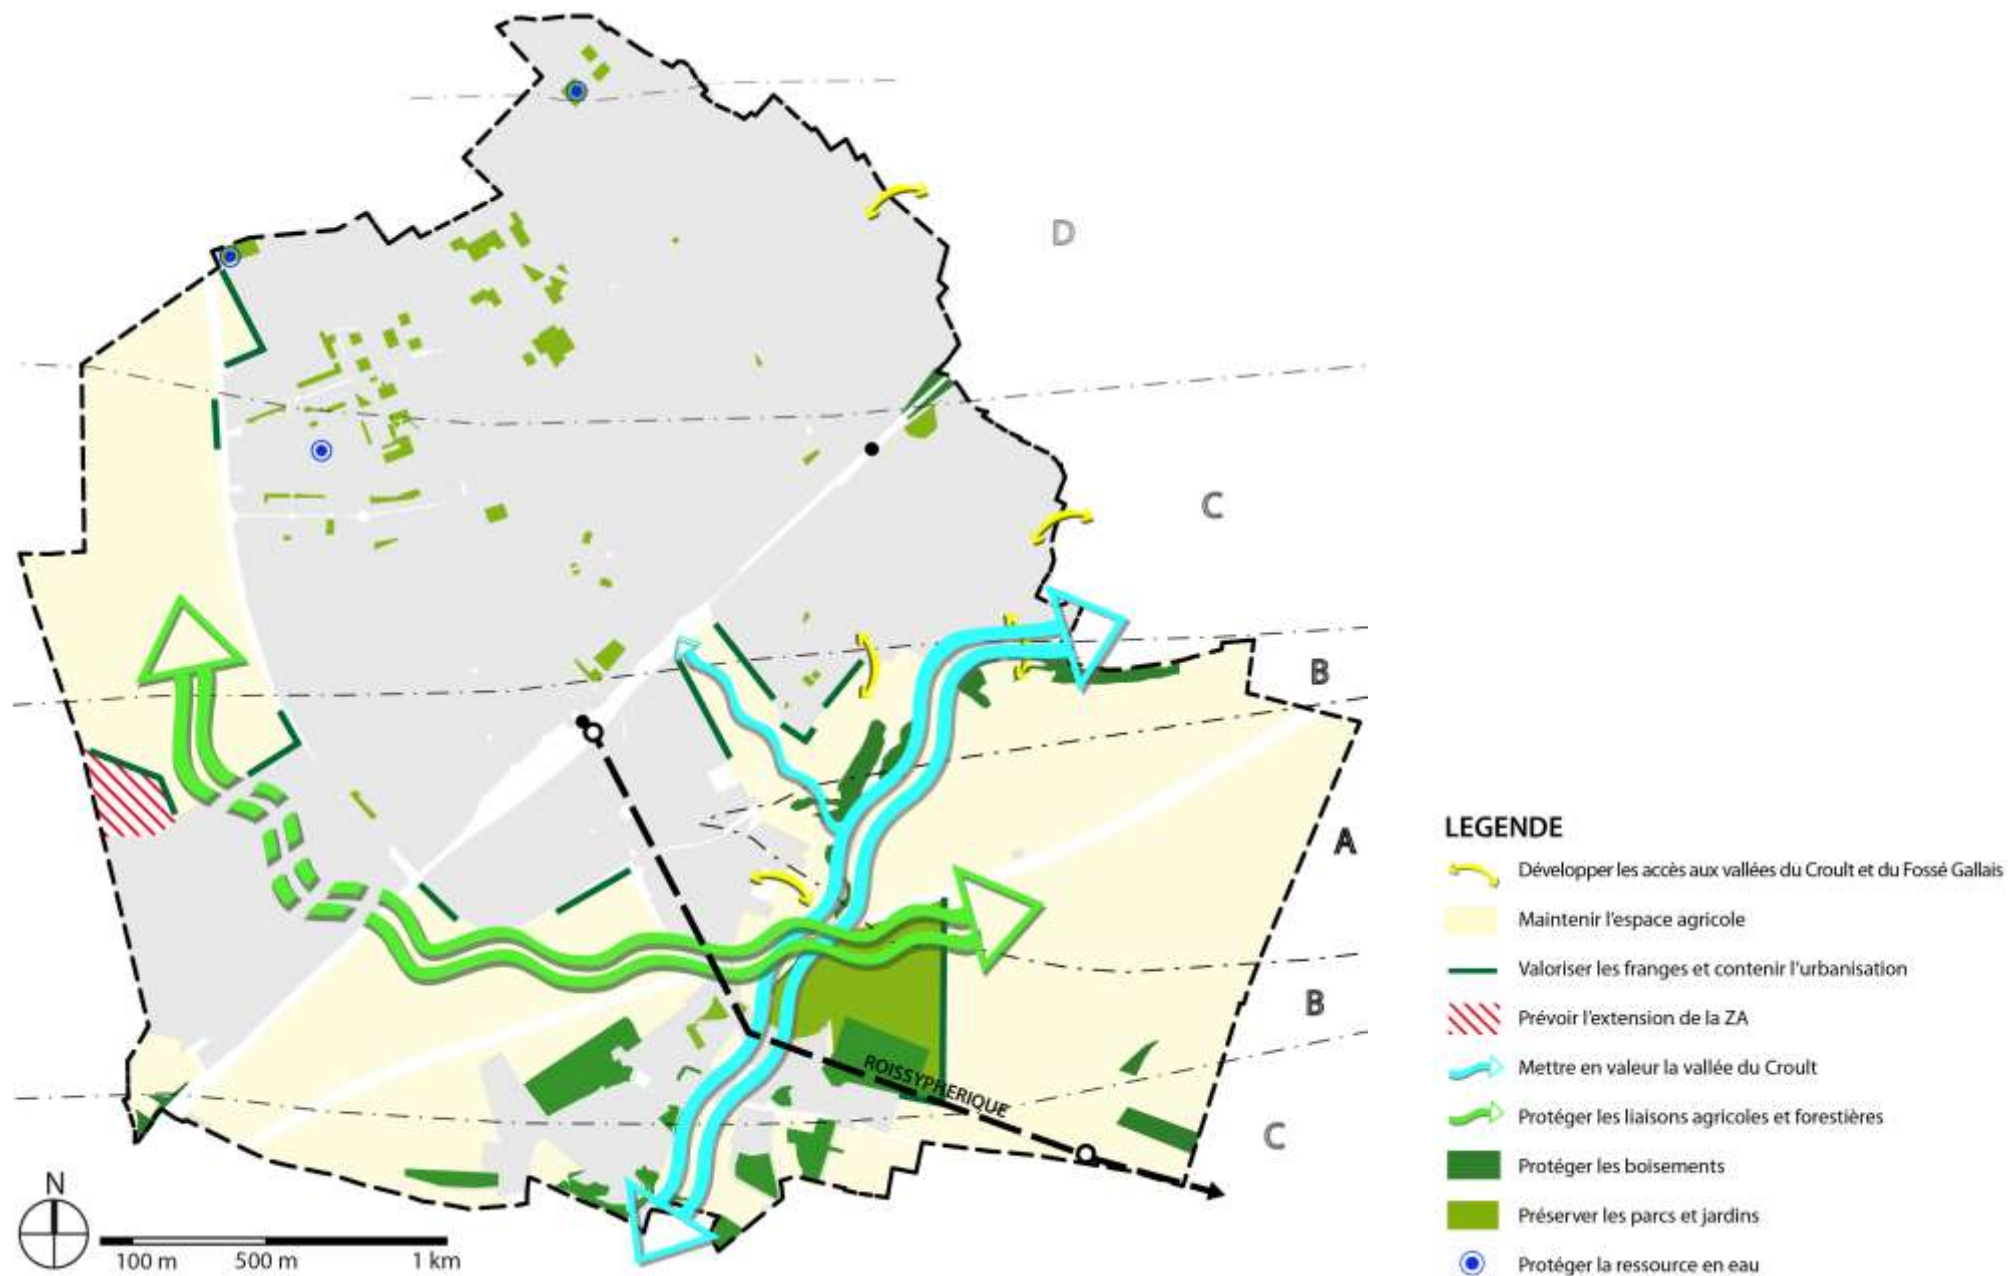 D
C
B
A
B
C
ROISSYPHERIQUE
N
100 m 500 m 1 km
LEGENDE
Développer les accès aux vallées du Croult et du Fossé Gallais
Maintenir l'espace agricole
Valoriser les franges et contenir l'urbanisation
Prévoir l'extension de la ZA
Mettre en valeur la vallée du Croult
Protéger les liaisons agricoles et forestières
Protéger les boisements
Préserver les parcs et jardins
Protéger la ressource en eau